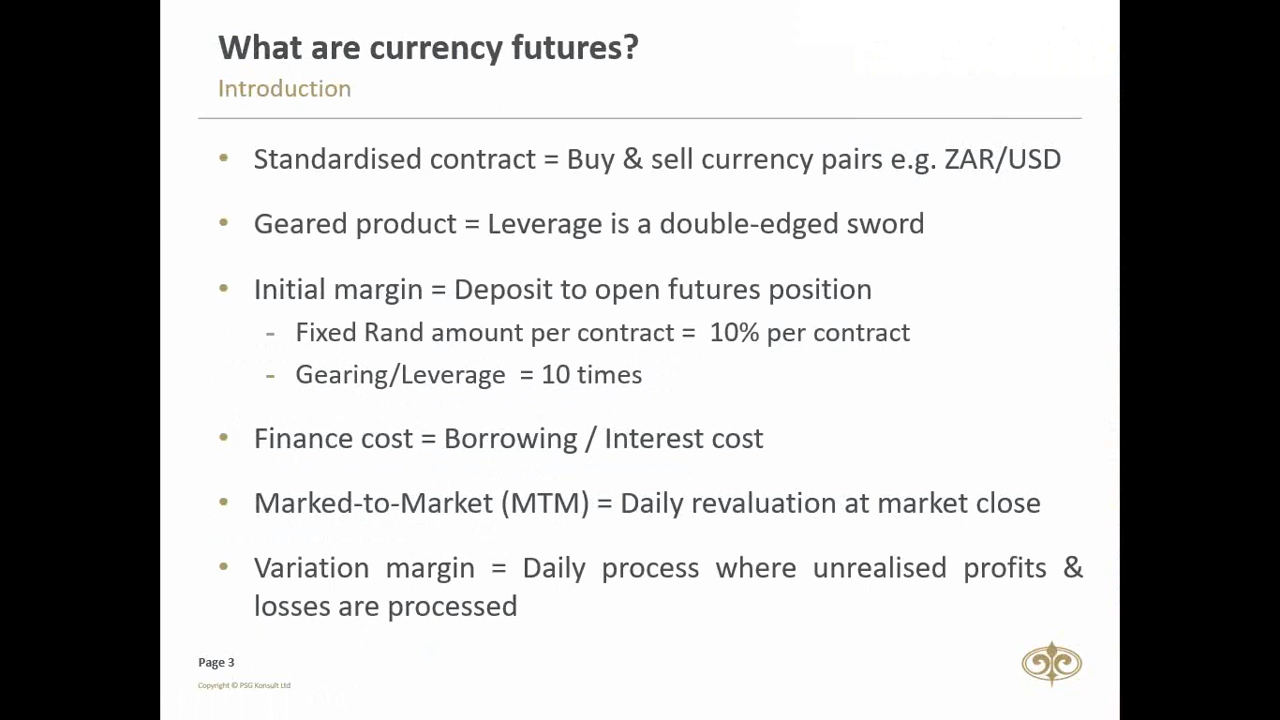 What are currency futures?
Introduction
• Standardised contract = Buy & sell currency pairs e.g. ZAR/USD
• Geared product = Leverage is a double-edged sword
• Initial margin = Deposit to open futures position
- Fixed Rand amount per contract = 10% per contract
- Gearing/Leverage = 10 times
• Finance cost = Borrowing / Interest cost
• Marked-to-Market (MTM) = Daily revaluation at market close
• Variation margin = Daily process where unrealised profits &
losses are processed
Page 3
Copyright © PSG Konsult Ltd